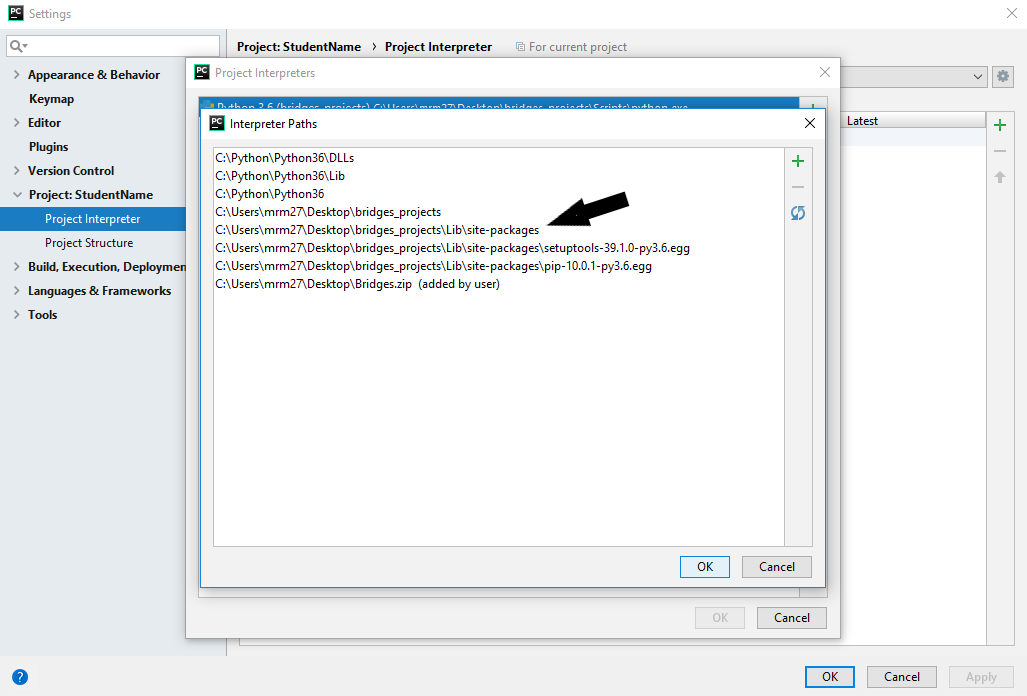 PC Settings
Project: StudentName › Project Interpreter For current project
Appearance & Behavior
Keymap
Editor
Plugins
Version Control
Project: StudentName
Project Interpreter
Project Structure
Build, Execution, Deploymen
Languages & Frameworks
Tools
PC Project Interpreters
Python 3.6 (bridges_projects) C:\Users\mrm27\Desktop\bridges_projects\Scripts\python.exe
Latest
PC Interpreter Paths
C:\Python\Python36\DLLs
C:\Python\Python36\Lib
C:\Python\Python36
C:\Users\mrm27\Desktop\bridges_projects
C:\Users\mrm27\Desktop\bridges_projects\Lib\site-packages
C:\Users\mrm27\Desktop\bridges_projects\Lib\site-packages\setuptools-39.1.0-py3.6.egg
C:\Users\mrm27\Desktop\bridges_projects\Lib\site-packages\pip-10.0.1-py3.6.egg
C:\Users\mrm27\Desktop\Bridges.zip (added by user)
OK Cancel
OK Cancel
? OK Cancel Apply